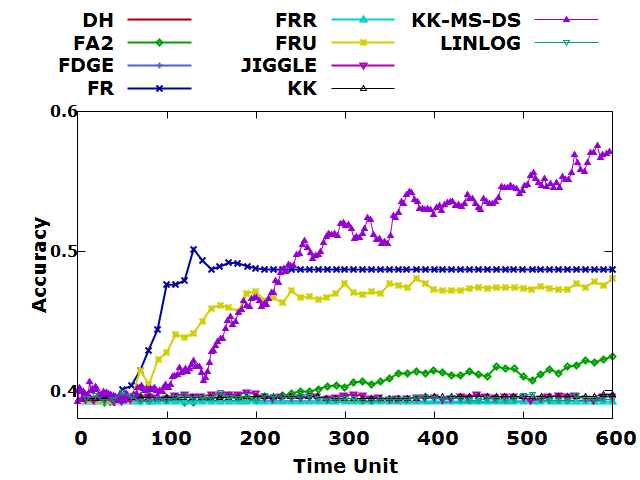 DH FRR KK-MS-DS
FA2 FRU LINLOG
FDGE JIGGLE
FR KK
0.6
0.5
0.4
Accuracy
0 100 200 300 400 500 600
Time Unit